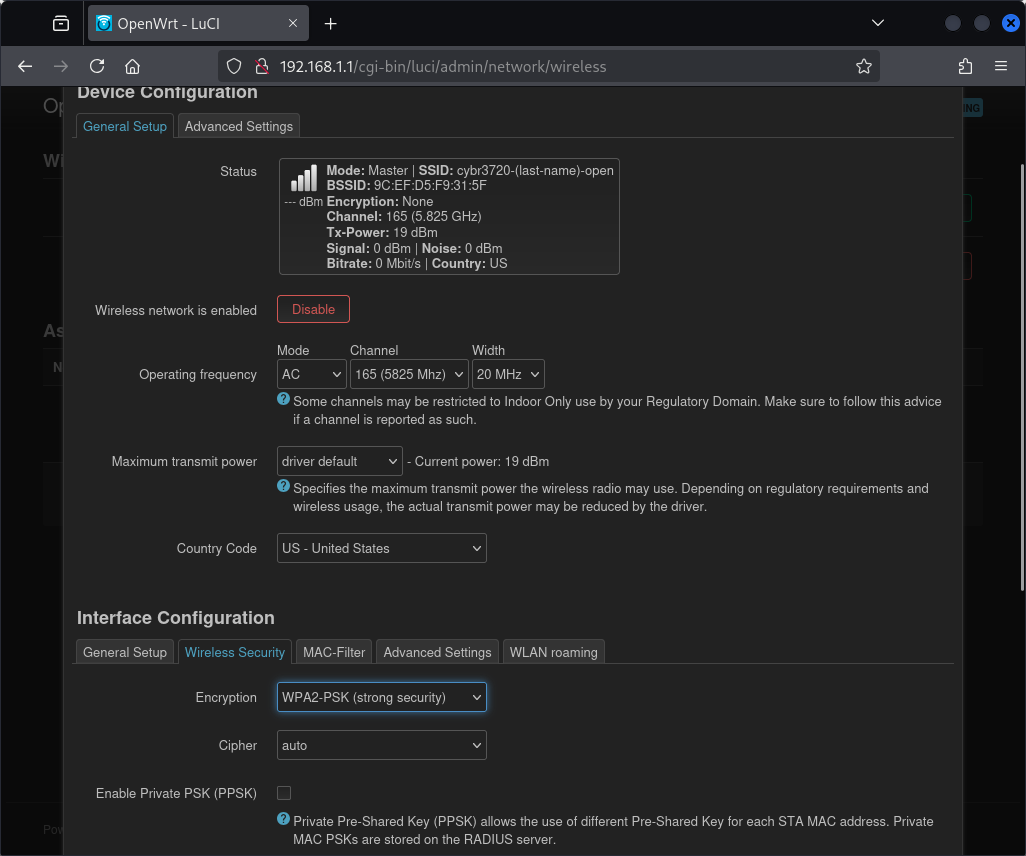 OpenWrt - LuCI
192.168.1.1/cgi-bin/luci/admin/network/wireless
Device Configuration
General Setup
Advanced Settings
Status
Mode: Master | SSID: cybr3720-(last-name)-open
BSSID: 9C:EF:D5:F9:31:5F
--- dBm Encryption: None
Channel: 165 (5.825 GHz)
Tx-Power: 19 dBm
Signal: 0 dBm | Noise: 0 dBm
Bitrate: 0 Mbit/s | Country: US
Wireless network is enabled
Disable
Mode Channel Width
Operating frequency
AC
165 (5825 Mhz)
20 MHz
Some channels may be restricted to Indoor Only use by your Regulatory Domain. Make sure to follow this advice
if a channel is reported as such.
Maximum transmit power
driver default
- Current power: 19 dBm
Specifies the maximum transmit power the wireless radio may use. Depending on regulatory requirements and
wireless usage, the actual transmit power may be reduced by the driver.
Country Code
US - United States
Interface Configuration
General Setup
Wireless Security
MAC-Filter
Advanced Settings
WLAN roaming
Encryption
WPA2-PSK (strong security)
Cipher
auto
Enable Private PSK (PPSK)
Private Pre-Shared Key (PPSK) allows the use of different Pre-Shared Key for each STA MAC address. Private
MAC PSKs are stored on the RADIUS server.